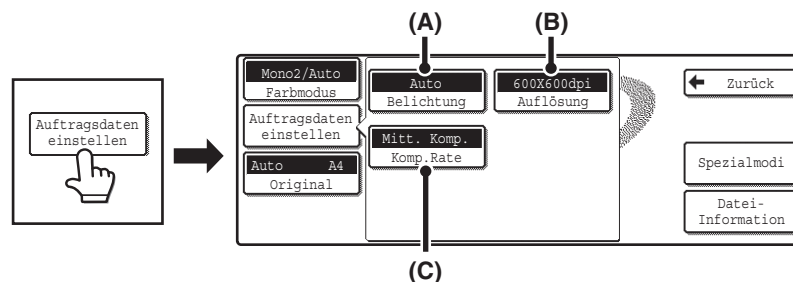 (A)
(B)
Auftragsdaten
einstellen
Mono2/Auto
Farbmodus
Auftragsdaten
einstellen
Auto A4
Original
Auto
Belichtung
600X600dpi
Auflösung
Mitt. Komp.
Komp.Rate
Zurück
Spezialmodi
Datei-
Information
(C)